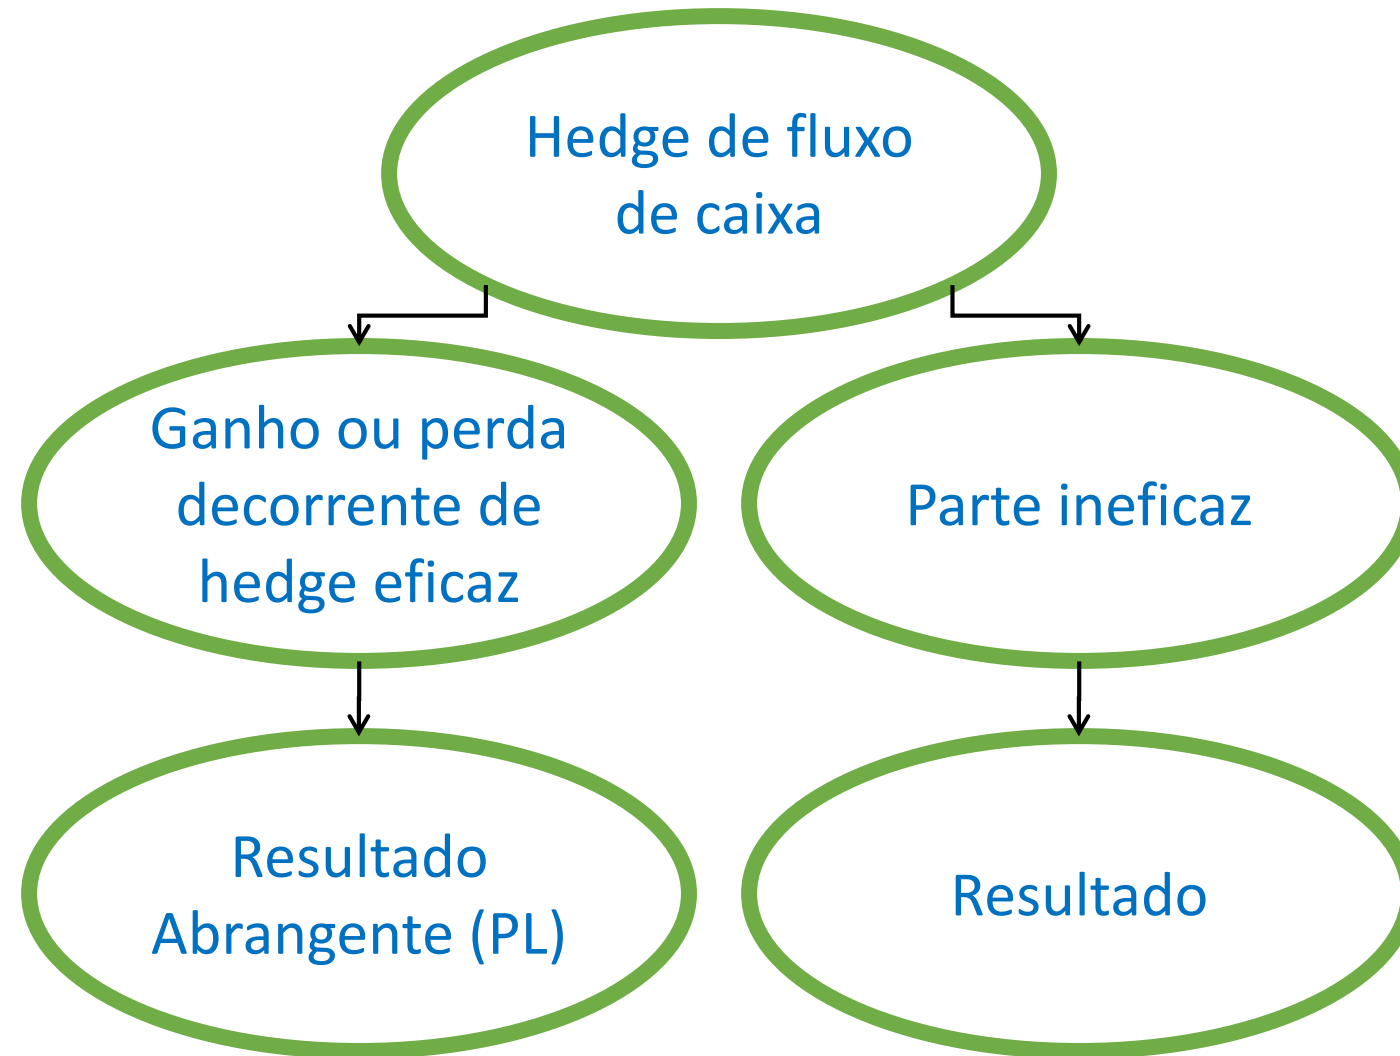 Hedge de fluxo
de caixa
Ganho ou perda
decorrente de
hedge eficaz
Parte ineficaz
Resultado
Abrangente (PL)
Resultado